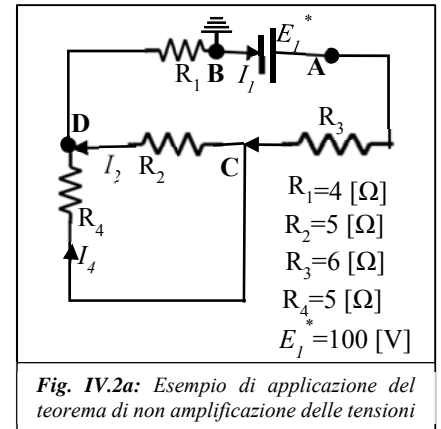 E₁*
R₁ B I₁ A
R₃
D
I₂ R₂ C
R₄
I₄
R₁=4 [Ω]
R₂=5 [Ω]
R₃=6 [Ω]
R₄=5 [Ω]
E₁*=100 [V]
Fig. IV.2a: Esempio di applicazione del
teorema di non amplificazione delle tensioni